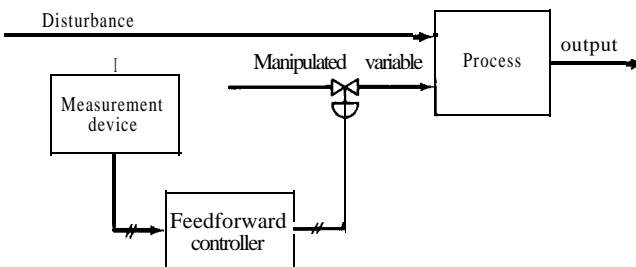 Disturbance
Manipulated variable
Process
output
Measurement
device
Feedforward
controller